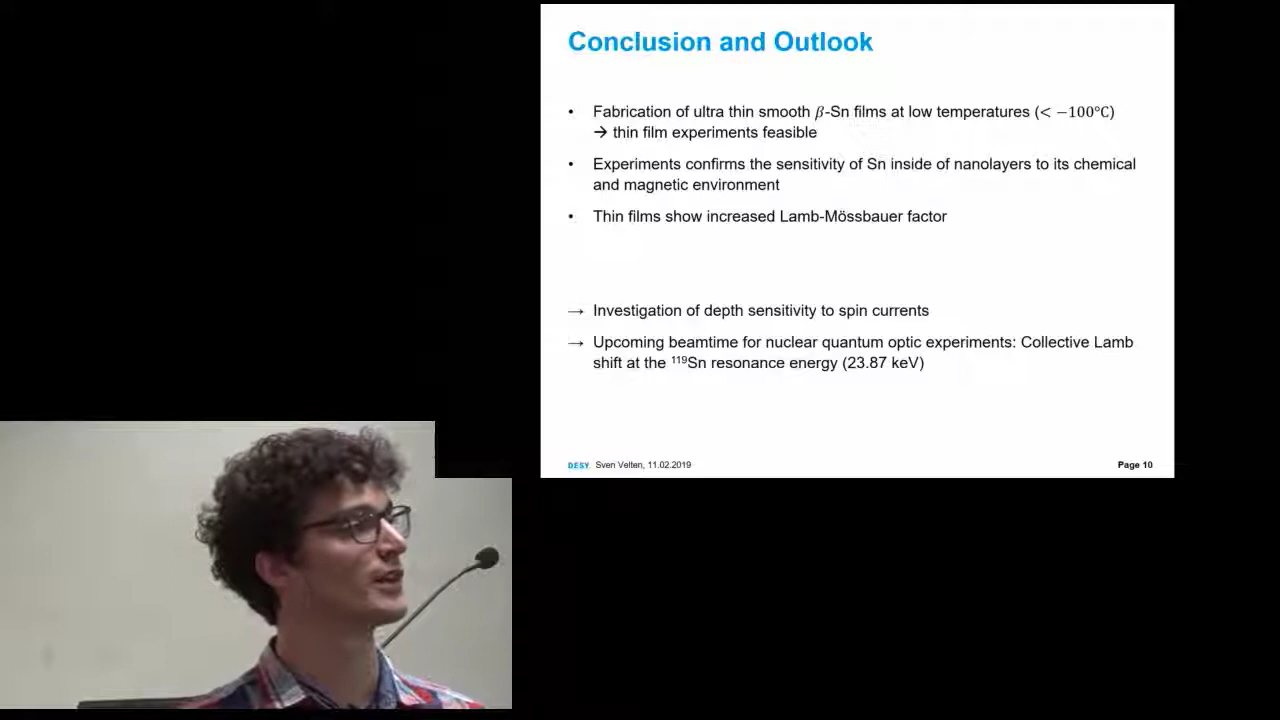 Conclusion and Outlook
• Fabrication of ultra thin smooth β-Sn films at low temperatures (< −100°C)
→ thin film experiments feasible
• Experiments confirms the sensitivity of Sn inside of nanolayers to its chemical
and magnetic environment
• Thin films show increased Lamb-Mössbauer factor
→ Investigation of depth sensitivity to spin currents
→ Upcoming beamtime for nuclear quantum optic experiments: Collective Lamb
shift at the ¹¹⁹Sn resonance energy (23.87 keV)
DESY. Sven Velten, 11.02.2019 Page 10